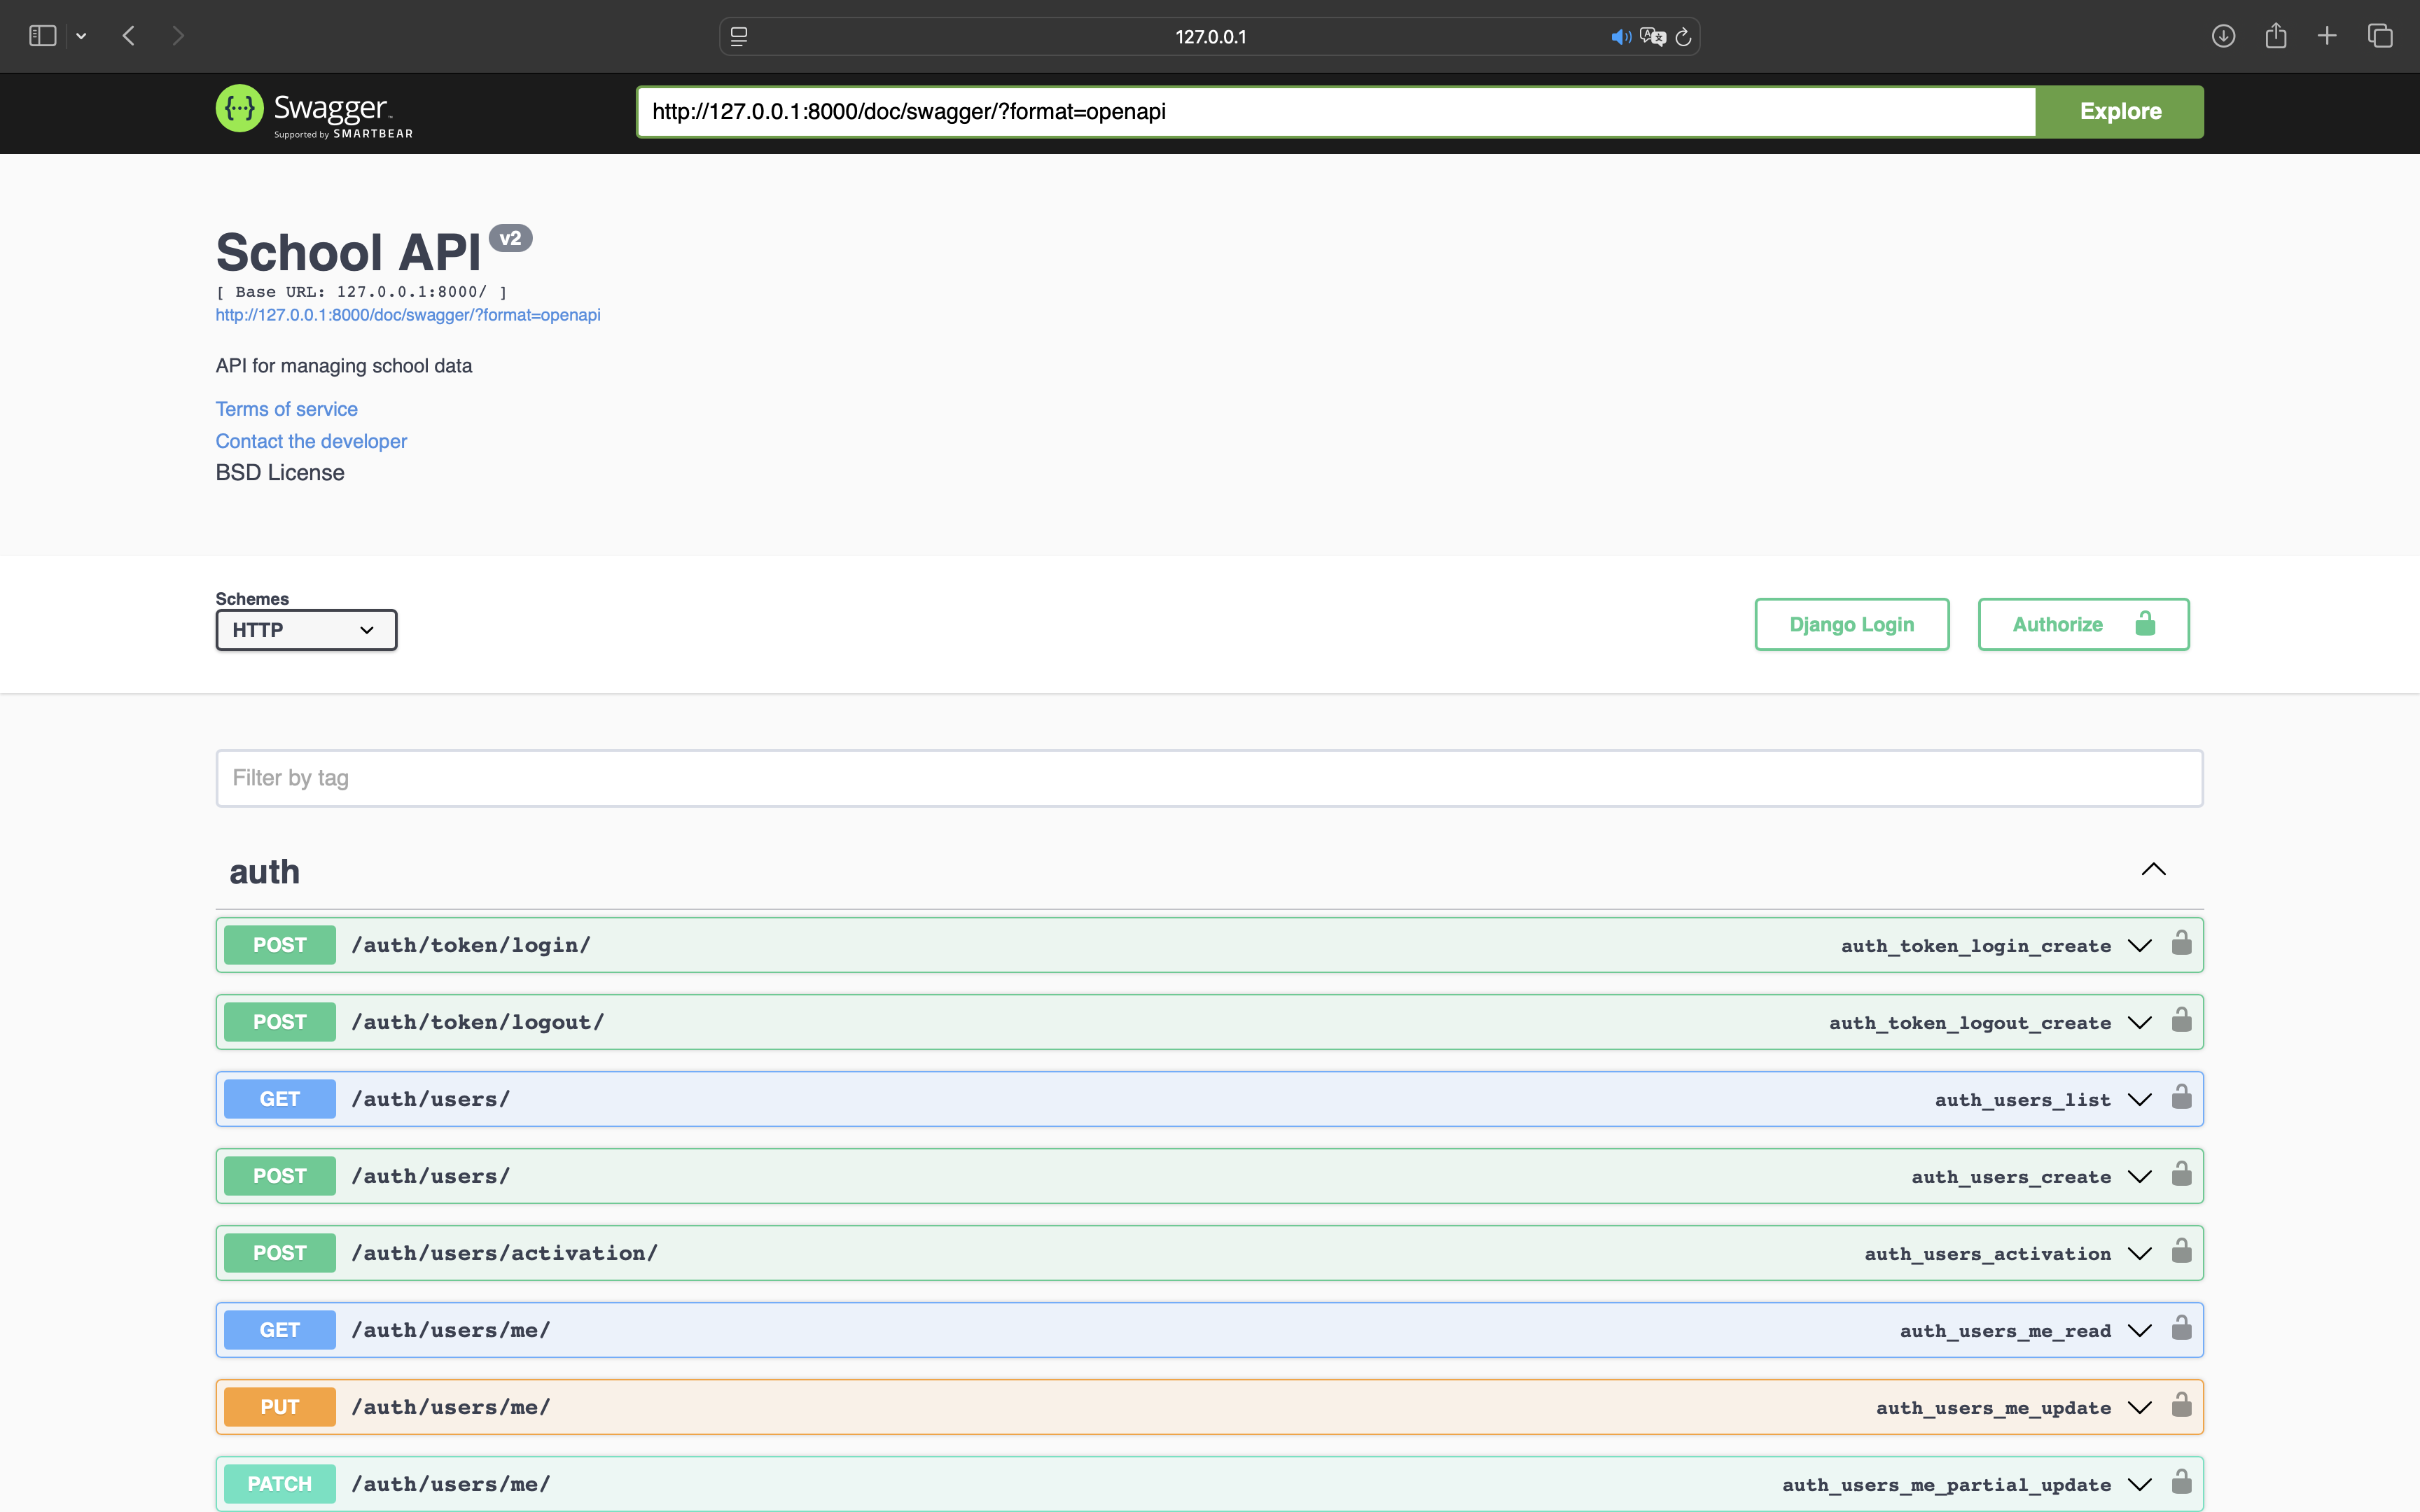 127.0.0.1
Swagger
Supported by SMARTBEAR
http://127.0.0.1:8000/doc/swagger/?format=openapi
Explore
School API v2
[ Base URL: 127.0.0.1:8000/ ]
http://127.0.0.1:8000/doc/swagger/?format=openapi
API for managing school data
Terms of service
Contact the developer
BSD License
Schemes
HTTP
Django Login
Authorize
Filter by tag
auth
POST /auth/token/login/ auth_token_login_create
POST /auth/token/logout/ auth_token_logout_create
GET /auth/users/ auth_users_list
POST /auth/users/ auth_users_create
POST /auth/users/activation/ auth_users_activation
GET /auth/users/me/ auth_users_me_read
PUT /auth/users/me/ auth_users_me_update
PATCH /auth/users/me/ auth_users_me_partial_update